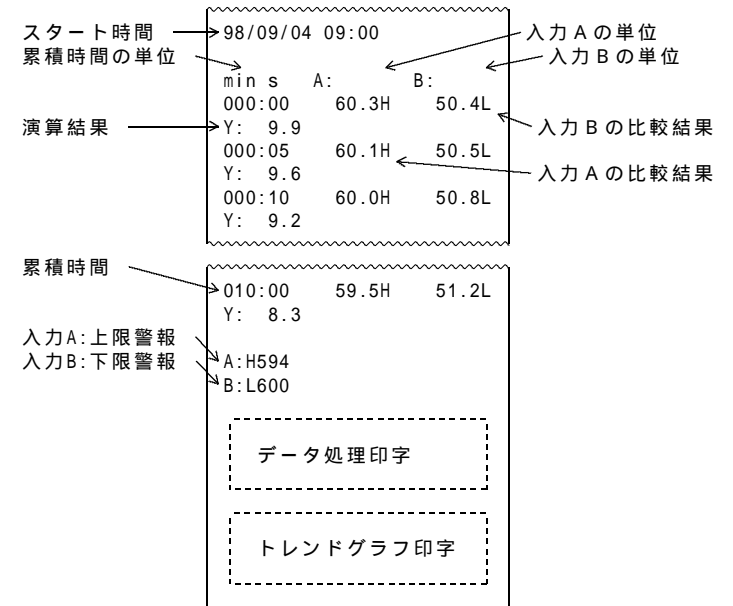 スタート時間
98/09/04 09:00
入力Aの単位
累積時間の単位
入力Bの単位
min s A: B:
000:00 60.3H 50.4L
演算結果
Y: 9.9
入力Bの比較結果
000:05 60.1H 50.5L
Y: 9.6
入力Aの比較結果
000:10 60.0H 50.8L
Y: 9.2
累積時間
010:00 59.5H 51.2L
Y: 8.3
入力A:上限警報
A:H594
入力B:下限警報
B:L600
データ処理印字
トレンドグラフ印字